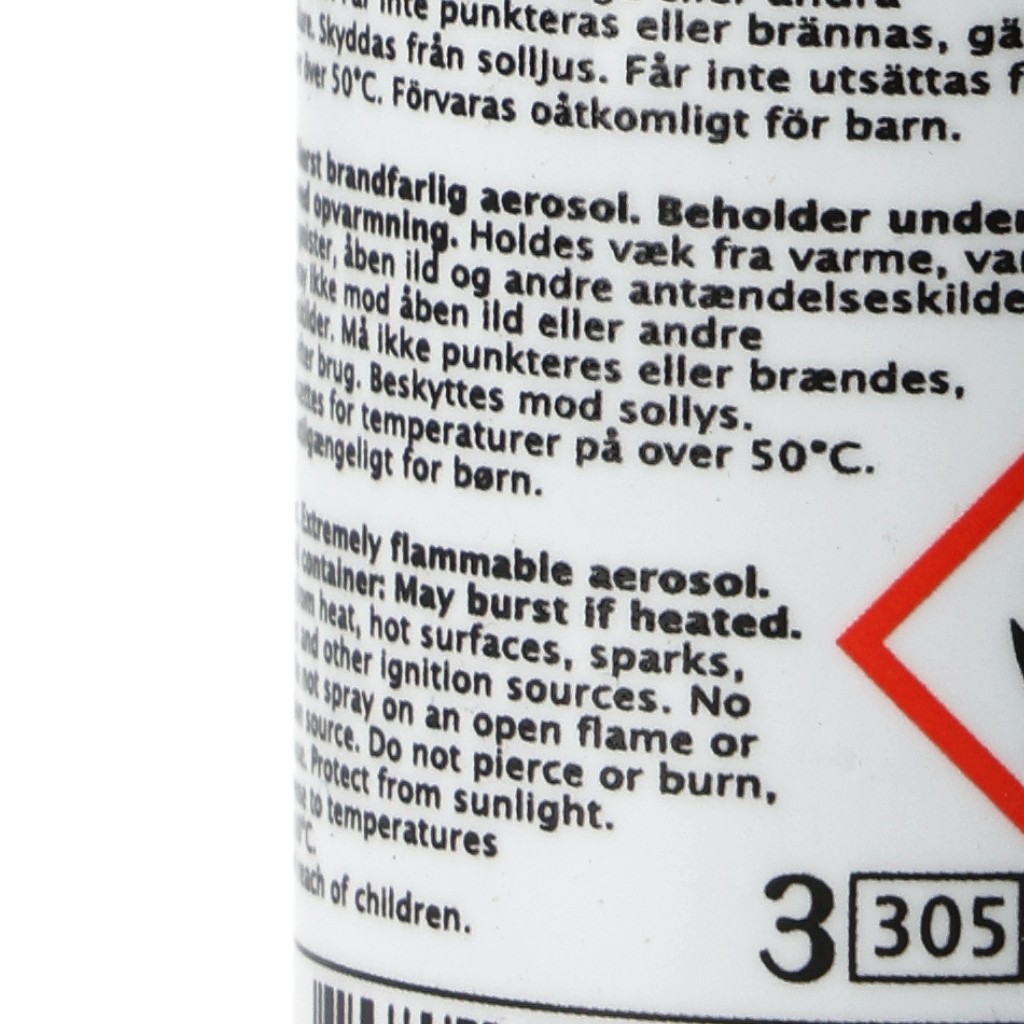 inte punkteras eller brännas, gä
Skyddas från solljus. Får inte utsättas f
över 50°C. Förvaras oåtkomligt för barn.
brandfarlig aerosol. Beholder under
opvarmning. Holdes væk fra varme, va
åben ild og andre antændelseskilde
ikke mod åben ild eller andre
Må ikke punkteres eller brændes,
brug. Beskyttes mod sollys.
for temperaturer på over 50°C.
for børn.
Extremely flammable aerosol.
container: May burst if heated.
heat, hot surfaces, sparks,
and other ignition sources. No
not spray on an open flame or
source. Do not pierce or burn,
Protect from sunlight.
to temperatures
°C.
reach of children.
3 305